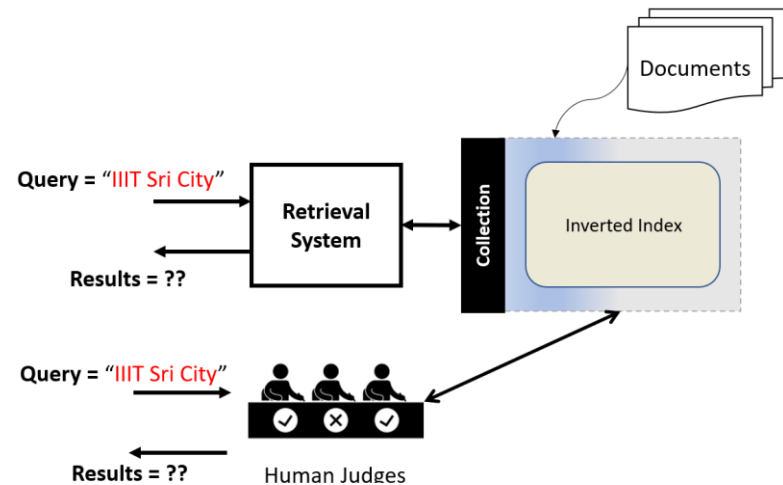 Documents
Query = “IIIT Sri City”
Retrieval
System
Collection
Inverted Index
Results = ??
Query = “IIIT Sri City”
Results = ??
Human Judges